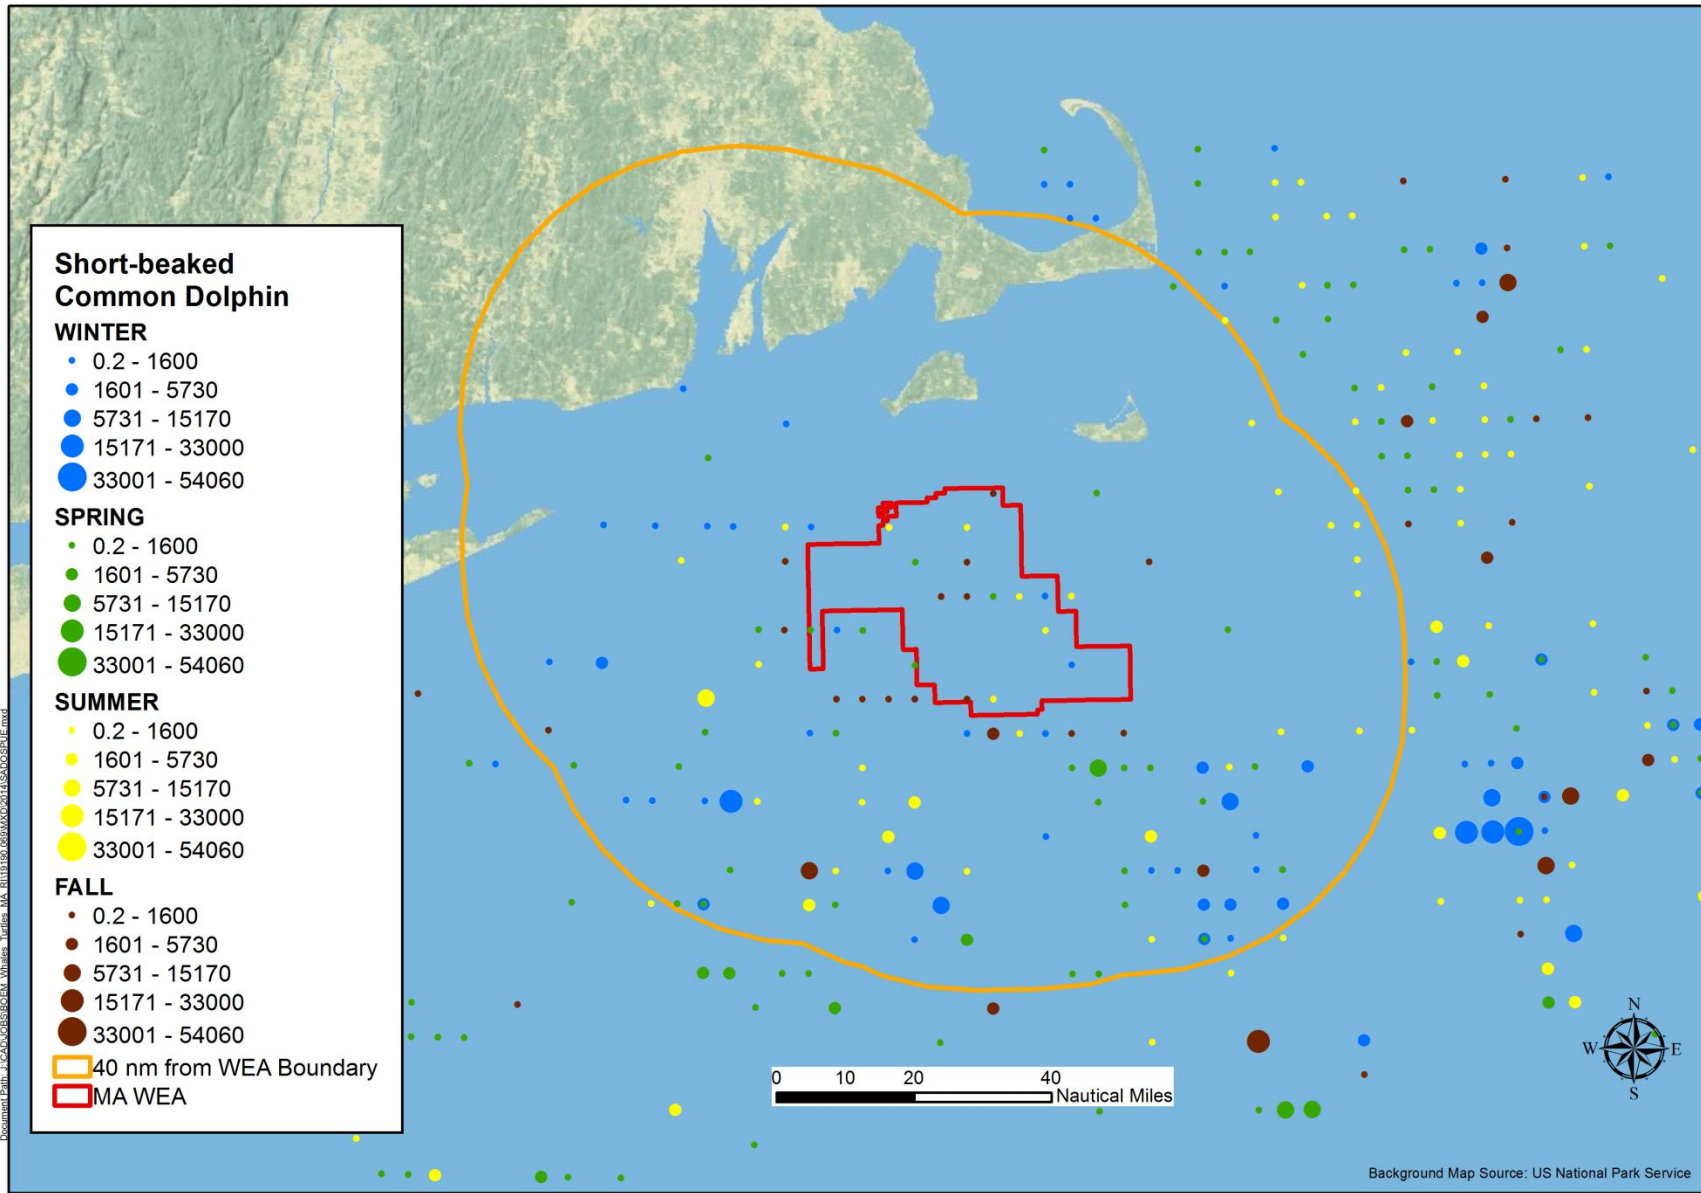 Short-beaked
Common Dolphin
WINTER
0.2 - 1600
1601 - 5730
5731 - 15170
15171 - 33000
33001 - 54060
SPRING
0.2 - 1600
1601 - 5730
5731 - 15170
15171 - 33000
33001 - 54060
SUMMER
0.2 - 1600
1601 - 5730
5731 - 15170
15171 - 33000
33001 - 54060
FALL
0.2 - 1600
1601 - 5730
5731 - 15170
15171 - 33000
33001 - 54060
40 nm from WEA Boundary
MA WEA
0 10 20 40
Nautical Miles
N
W E
S
Background Map Source: US National Park Service
Document Path: